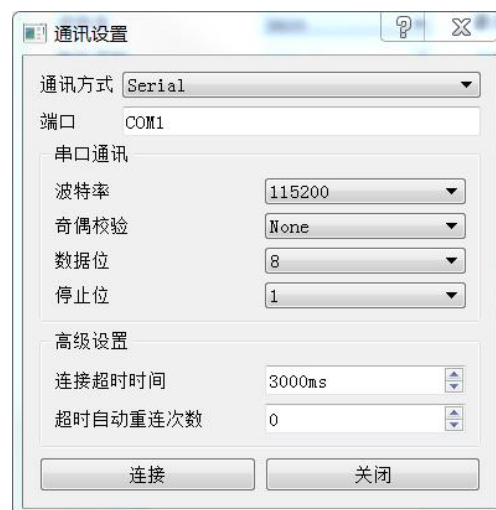 通讯设置
通讯方式 Serial
端口 COM1
串口通讯
波特率 115200
奇偶校验 None
数据位 8
停止位 1
高级设置
连接超时时间 3000ms
超时自动重连次数 0
连接 关闭